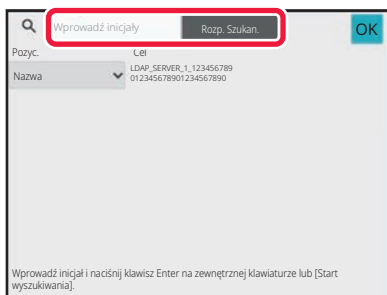 Wprowadź inicjały Rozp. Szukan. OK
Pozyc. Cel
Nazwa LDAP_SERVER_1_123456789
012345678901234567890
Wprowadź inicjał i naciśnij klawisz Enter na zewnętrznej klawiaturze lub [Start
wyszukiwania].